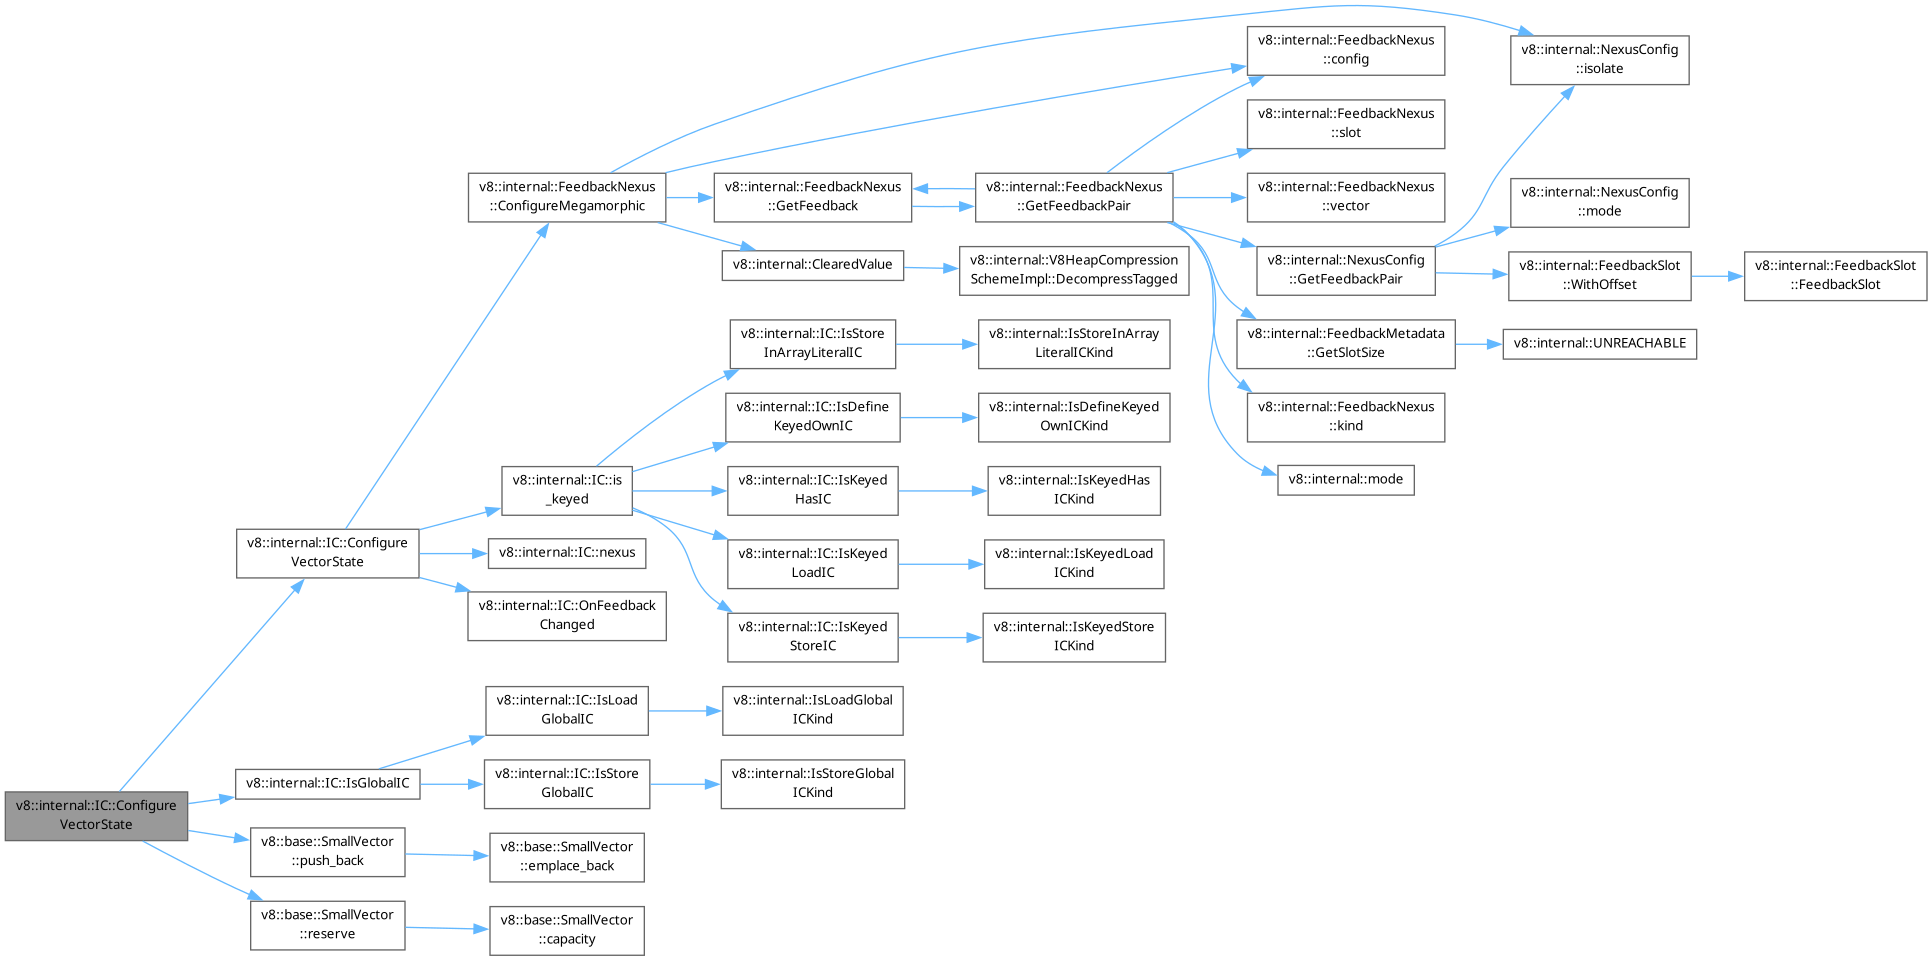 v8::internal::IC::Configure
VectorState
v8::internal::IC::Configure
VectorState
v8::internal::FeedbackNexus
::ConfigureMegamorphic
v8::internal::NexusConfig
::isolate
v8::internal::FeedbackNexus
::config
v8::internal::FeedbackNexus
::GetFeedback
v8::internal::FeedbackNexus
::GetFeedbackPair
v8::internal::FeedbackNexus
::slot
v8::internal::FeedbackNexus
::vector
v8::internal::NexusConfig
::GetFeedbackPair
v8::internal::NexusConfig
::mode
v8::internal::FeedbackSlot
::WithOffset
v8::internal::FeedbackSlot
::FeedbackSlot
v8::internal::FeedbackMetadata
::GetSlotSize
v8::internal::UNREACHABLE
v8::internal::FeedbackNexus
::kind
v8::internal::mode
v8::internal::ClearedValue
v8::internal::V8HeapCompression
SchemeImpl::DecompressTagged
v8::internal::IC::is
_keyed
v8::internal::IC::IsStore
InArrayLiteralIC
v8::internal::IsStoreInArray
LiteralICKind
v8::internal::IC::IsDefine
KeyedOwnIC
v8::internal::IsDefineKeyed
OwnICKind
v8::internal::IC::IsKeyed
HasIC
v8::internal::IsKeyedHas
ICKind
v8::internal::IC::IsKeyed
LoadIC
v8::internal::IsKeyedLoad
ICKind
v8::internal::IC::IsKeyed
StoreIC
v8::internal::IsKeyedStore
ICKind
v8::internal::IC::nexus
v8::internal::IC::OnFeedback
Changed
v8::internal::IC::IsGlobalIC
v8::internal::IC::IsLoad
GlobalIC
v8::internal::IsLoadGlobal
ICKind
v8::internal::IC::IsStore
GlobalIC
v8::internal::IsStoreGlobal
ICKind
v8::base::SmallVector
::push_back
v8::base::SmallVector
::emplace_back
v8::base::SmallVector
::reserve
v8::base::SmallVector
::capacity